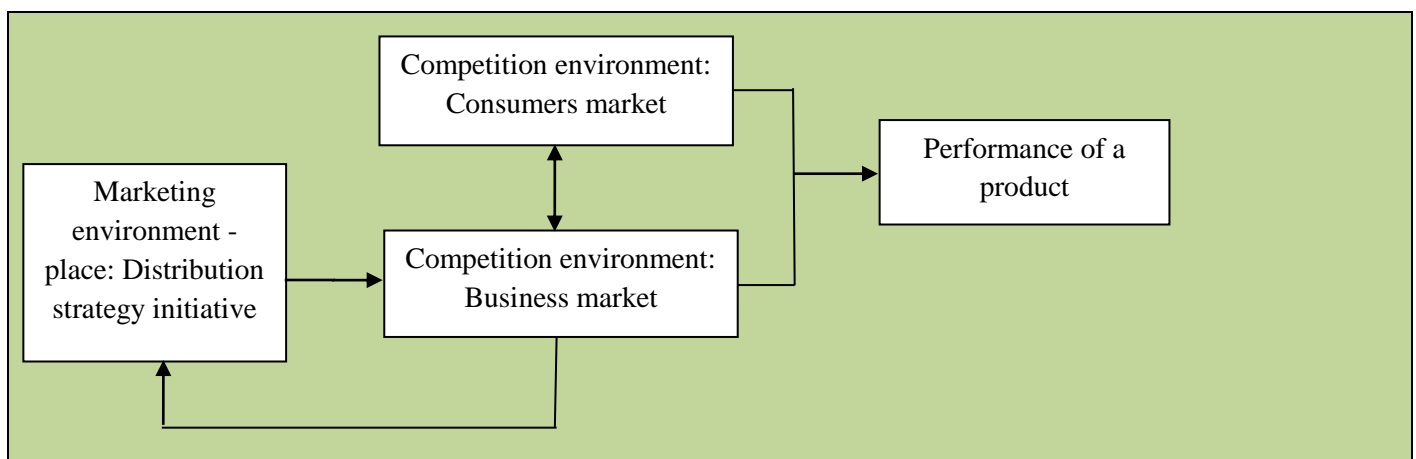 Competition environment:
Consumers market
Performance of a
product
Marketing
environment -
place: Distribution
strategy initiative
Competition environment:
Business market